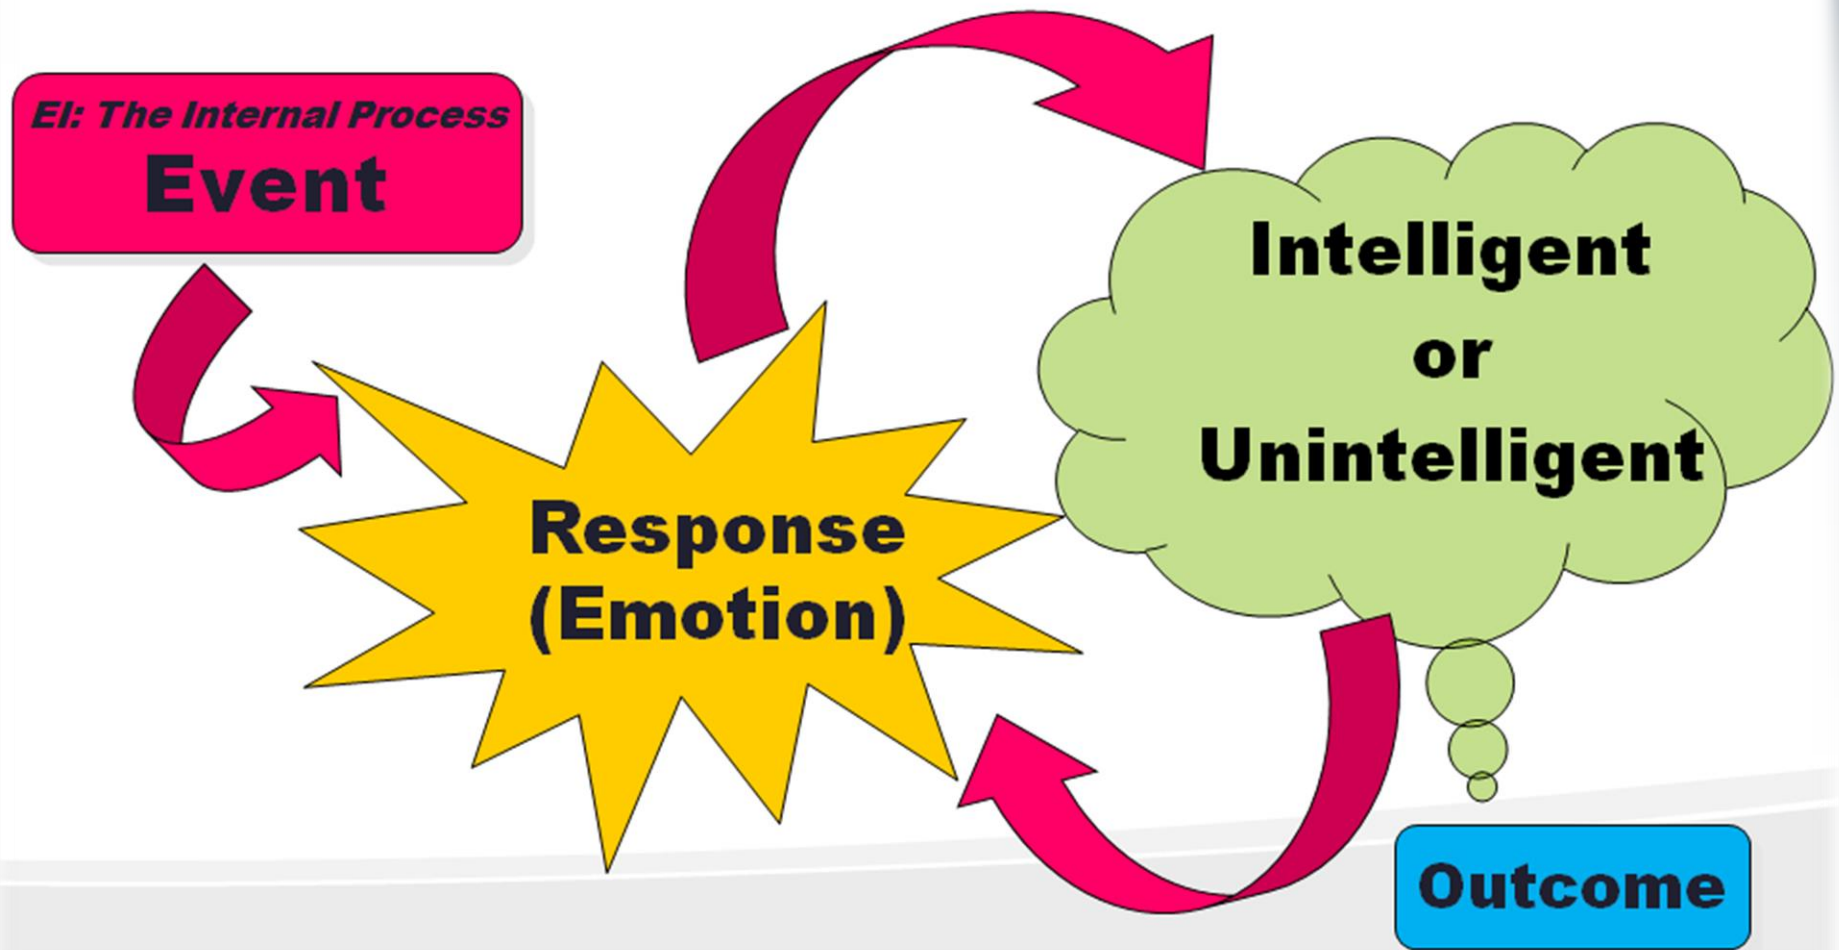 EI: The Internal Process
Event
Response
(Emotion)
Intelligent
or
Unintelligent
Outcome